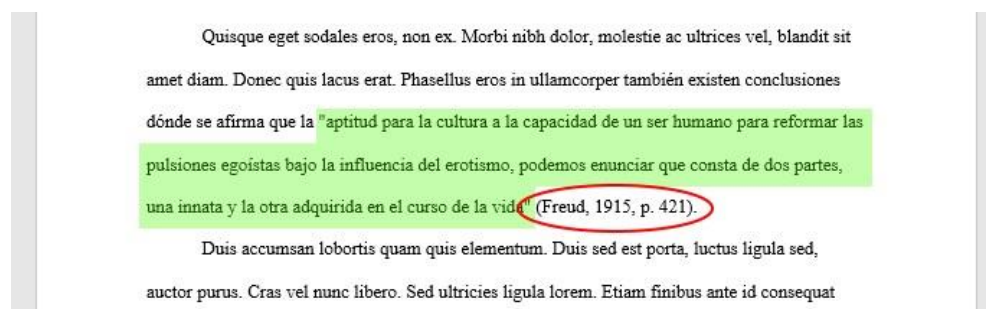 Quisque eget sodales eros, non ex. Morbi nibh dolor, molestie ac ultrices vel, blandit sit
amet diam. Donec quis lacus erat. Phasellus eros in ullamcorper también existen conclusiones
dónde se afirma que la "aptitud para la cultura a la capacidad de un ser humano para reformar las
pulsiones egoístas bajo la influencia del erotismo, podemos enunciar que consta de dos partes,
una innata y la otra adquirida en el curso de la vida" (Freud, 1915, p. 421).
Duis accumsan lobortis quam quis elementum. Duis sed est porta, luctus ligula sed,
auctor purus. Cras vel nunc libero. Sed ultricies ligula lorem. Etiam finibus ante id consequat